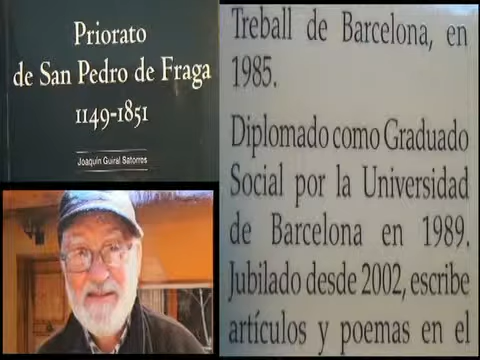 Priorato
de San Pedro de Fraga
1149-1851
Joaquín Guiral Satorres
Treball de Barcelona, en
1985.
Diplomado como Graduado
Social por la Universidad
de Barcelona en 1989.
Jubilado desde 2002, escribe
artículos y poemas en el